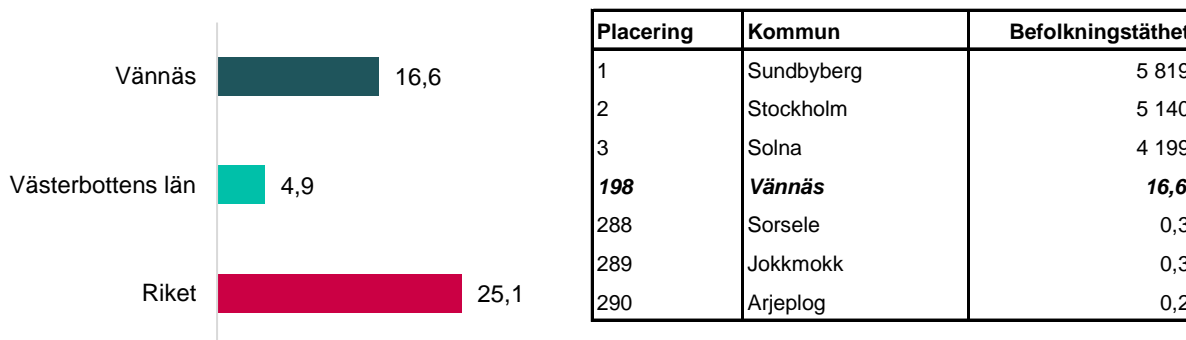 Vännäs 16,6
Västerbottens län 4,9
Riket 25,1
Placering Kommun Befolkningstäthet
1 Sundbyberg 5 819
2 Stockholm 5 140
3 Solna 4 199
198 Vännäs 16,6
288 Sorsele 0,3
289 Jokkmokk 0,3
290 Arjeplog 0,2